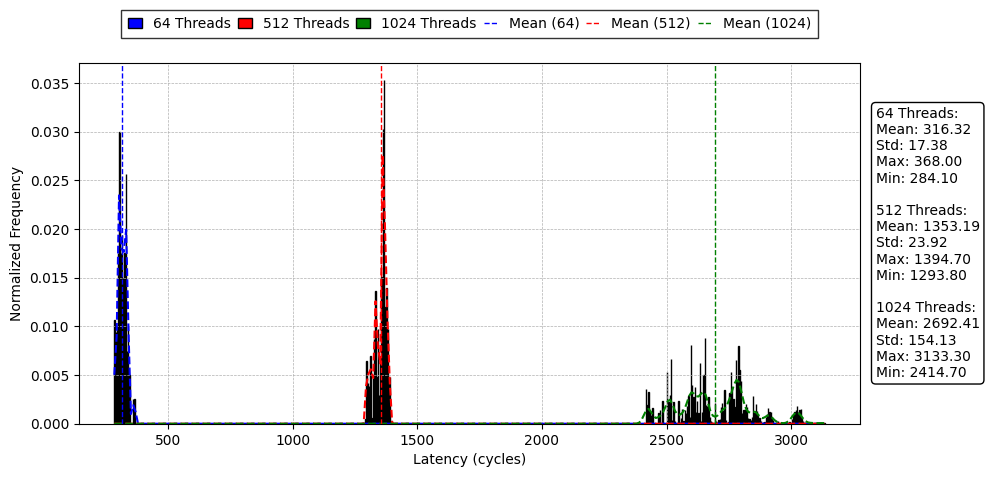 64 Threads 512 Threads 1024 Threads Mean (64) Mean (512) Mean (1024)
0.035
0.030
0.025
0.020
0.015
0.010
0.005
0.000
Normalized Frequency
500 1000 1500 2000 2500 3000
Latency (cycles)
64 Threads:
Mean: 316.32
Std: 17.38
Max: 368.00
Min: 284.10
512 Threads:
Mean: 1353.19
Std: 23.92
Max: 1394.70
Min: 1293.80
1024 Threads:
Mean: 2692.41
Std: 154.13
Max: 3133.30
Min: 2414.70